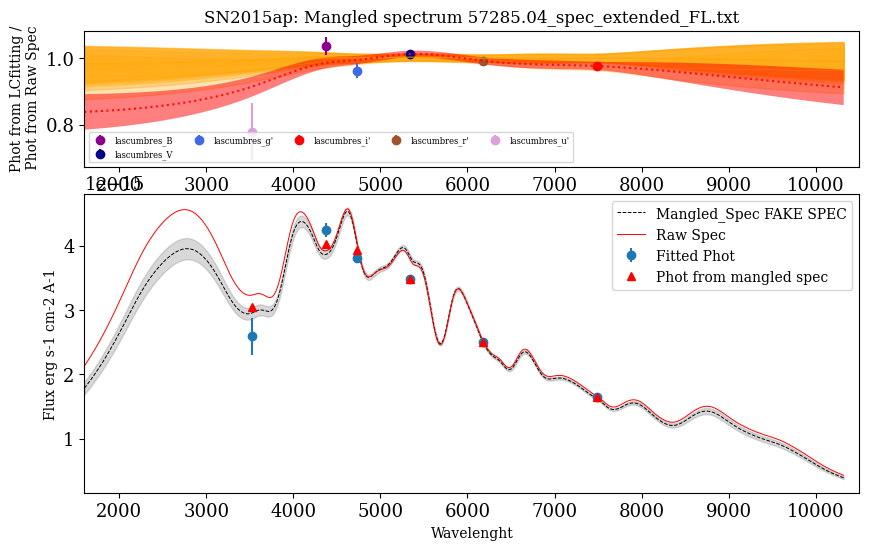 SN2015ap: Mangled spectrum 57285.04_spec_extended_FL.txt
Phot from LCfitting /
Phot from Raw Spec
1.0
0.8
lascumbres_B
lascumbres_g'
lascumbres_i'
lascumbres_r'
lascumbres_u'
lascumbres_V
2000 3000 4000 5000 6000 7000 8000 9000 10000
1e−15
Mangled_Spec FAKE SPEC
Raw Spec
Fitted Phot
Phot from mangled spec
Flux erg s-1 cm-2 A-1
4
3
2
1
2000 3000 4000 5000 6000 7000 8000 9000 10000
Wavelenght